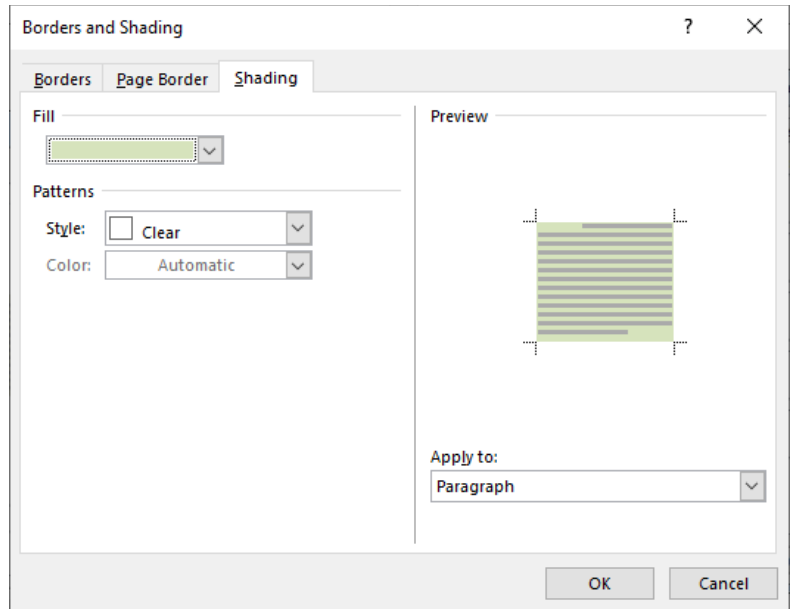 Borders and Shading
?
Borders Page Border Shading
Fill
Patterns
Style: Clear
Color: Automatic
Preview
Apply to:
Paragraph
OK Cancel